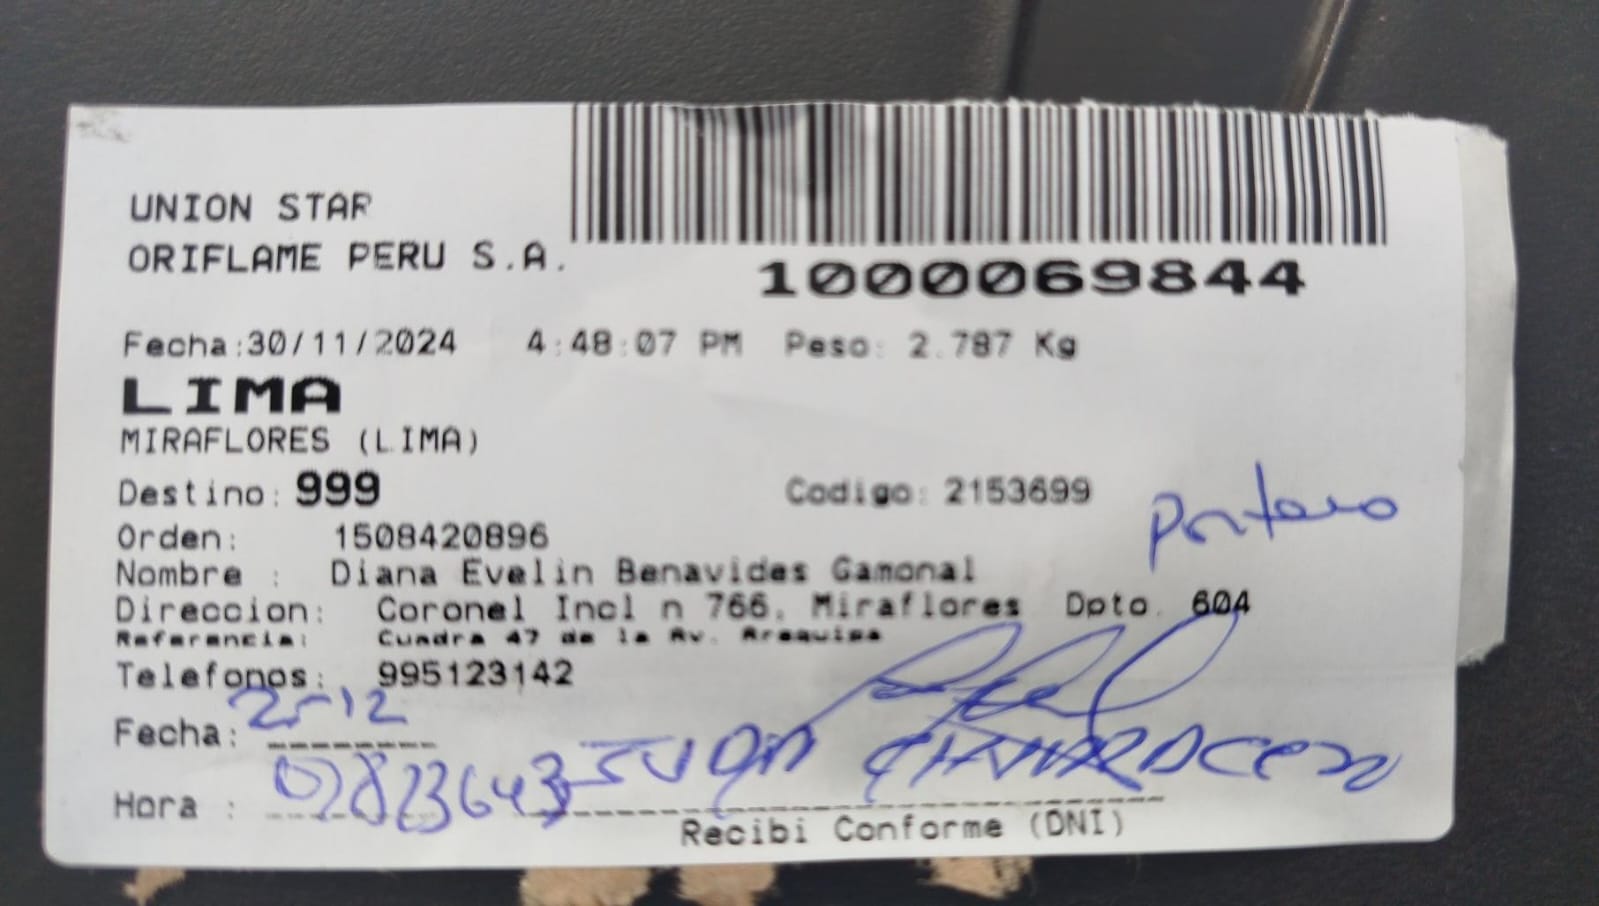 UNION STAR
ORIFLAME PERU S.A.
1000069844
Fecha:30/11/2024 4:48:07 PM Peso: 2.787 Kg
LIMA
MIRAFLORES (LIMA)
Destino: 999 Codigo: 2153699
Portero
Orden: 1508420896
Nombre : Diana Evelin Benavides Gamonal
Direccion: Coronel Incl n 766, Miraflores Dpto. 604
Referencia: Cuadra 47 de la Av. Arequipa
Telefonos: 995123142
Fecha:
Juan
Hora :
Recibi Conforme (DNI)